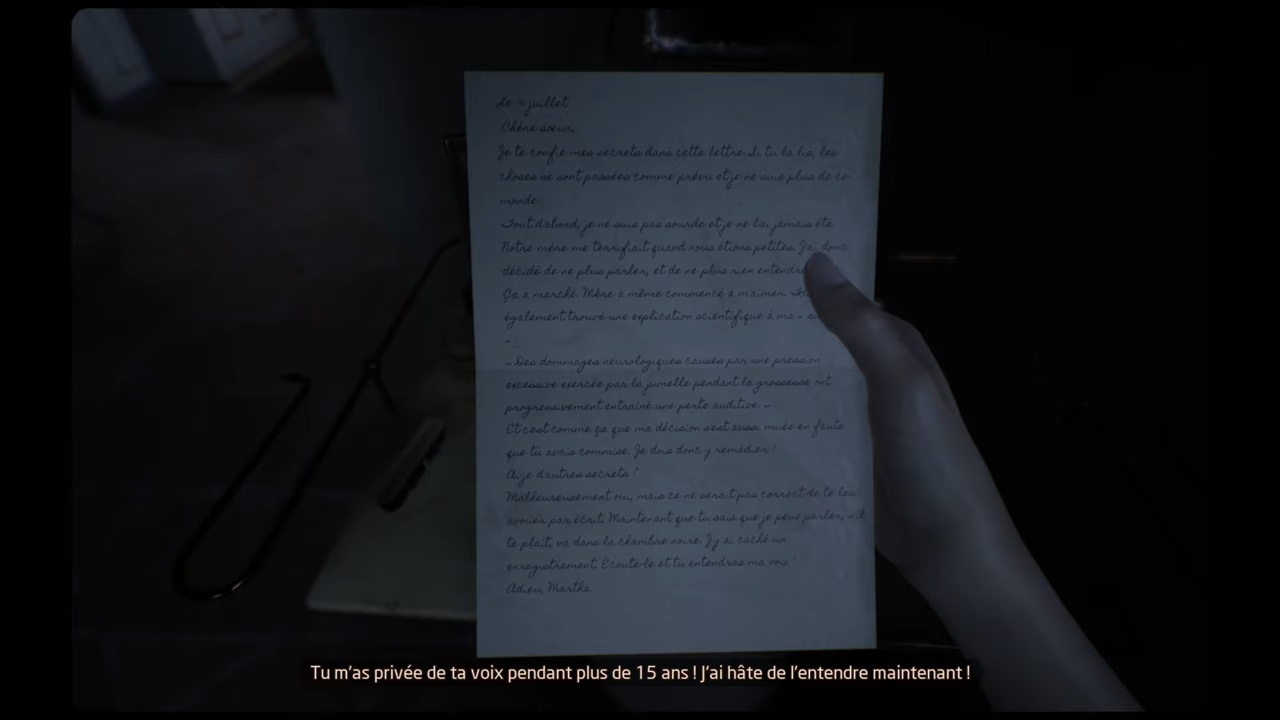 Le 14 juillet
Chère sœur,
Je te confie mes secrets dans cette lettre. Si tu la lis, les
choses se sont passées comme prévu et je ne suis plus de ce
monde.
Tout d'abord, je ne suis pas sourde et je ne l'ai jamais été.
Notre mère me terrifiait quand nous étions petites. J'ai donc
décidé de ne plus parler, et de ne plus rien entendre
Ça a marché. Mère a même commencé à m'aimer.
également trouvé une explication scientifique à ma «
»
« Des dommages neurologiques causés par une pression
excessive exercée par la jumelle pendant la grossesse ont
progressivement entraîné une perte auditive. »
Et c'est comme ça que ma décision s'est aussi muée en faute
que tu avais commise. Je dois donc y remédier !
Ai-je d'autres secrets ?
Malheureusement oui, mais ce ne serait pas correct de te les
avouer par écrit. Maintenant que tu sais que je peux parler, s'il
te plaît, va dans la chambre noire. J'y ai caché un
enregistrement. Écoute-le et tu entendras ma voix !
Adieu, Martha
Tu m'as privée de ta voix pendant plus de 15 ans ! J'ai hâte de l'entendre maintenant !